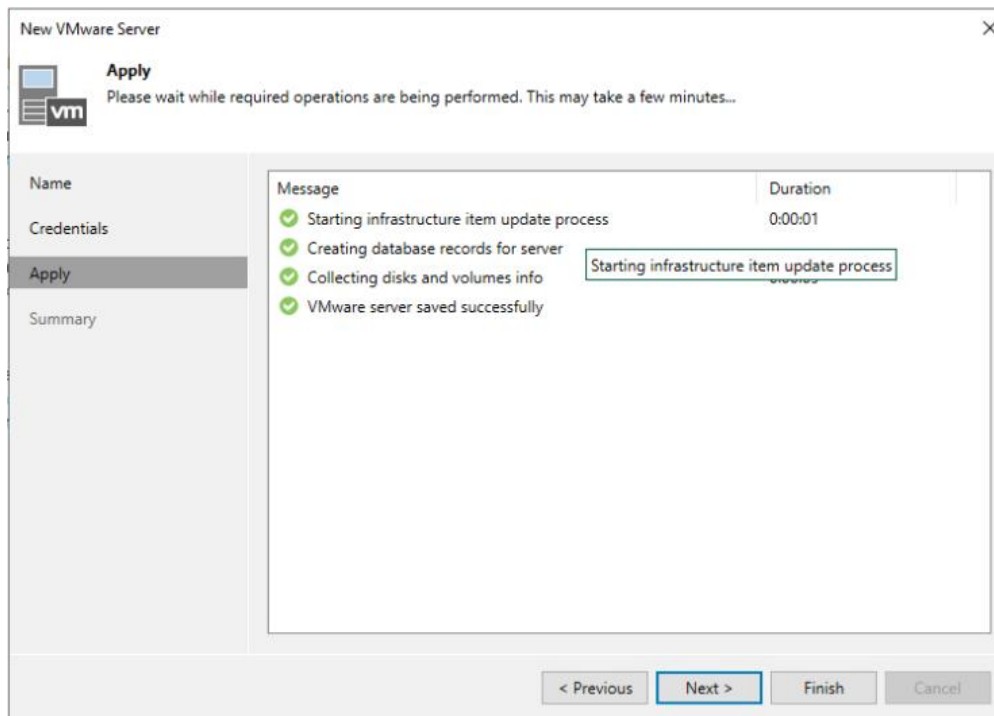 New VMware Server
Apply
Please wait while required operations are being performed. This may take a few minutes...
vm
Name
Credentials
Apply
Summary
Message Duration
Starting infrastructure item update process 0:00:01
Creating database records for server
Starting infrastructure item update process
Collecting disks and volumes info
VMware server saved successfully
< Previous Next > Finish Cancel